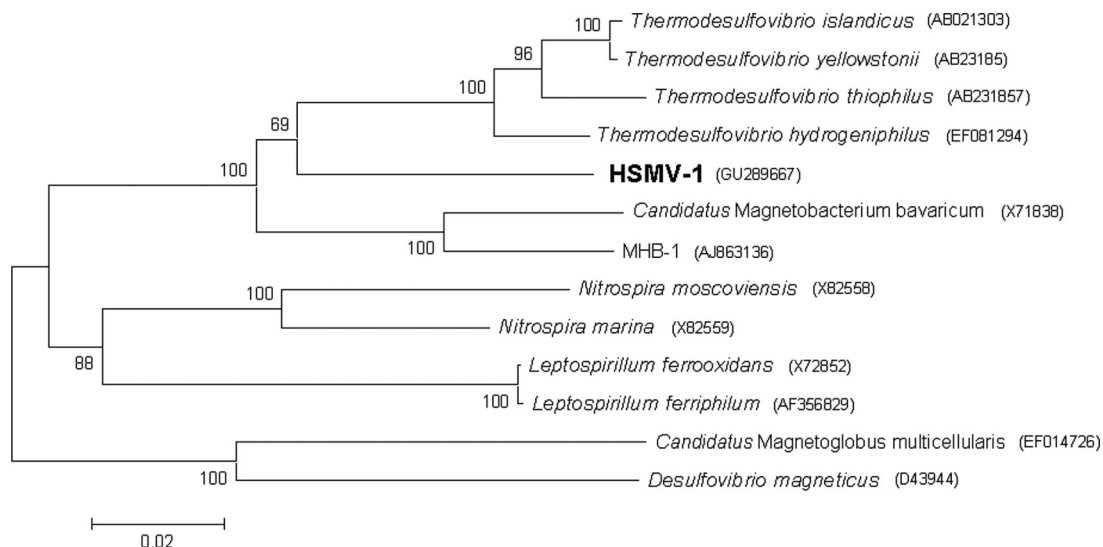 100 Thermodesulfovibrio islandicus (AB021303)
96 Thermodesulfovibrio yellowstonii (AB23185)
100 Thermodesulfovibrio thiophilus (AB231857)
69 Thermodesulfovibrio hydrogeniphilus (EF081294)
100 HSMV-1 (GU289667)
Candidatus Magnetobacterium bavaricum (X71838)
100 MHB-1 (AJ863136)
100 Nitrospira moscoviensis (X82558)
Nitrospira marina (X82559)
88 Leptospirillum ferrooxidans (X72852)
100 Leptospirillum ferriphilum (AF356829)
Candidatus Magnetoglobus multicellularis (EF014726)
100 Desulfovibrio magneticus (D43944)
0.02